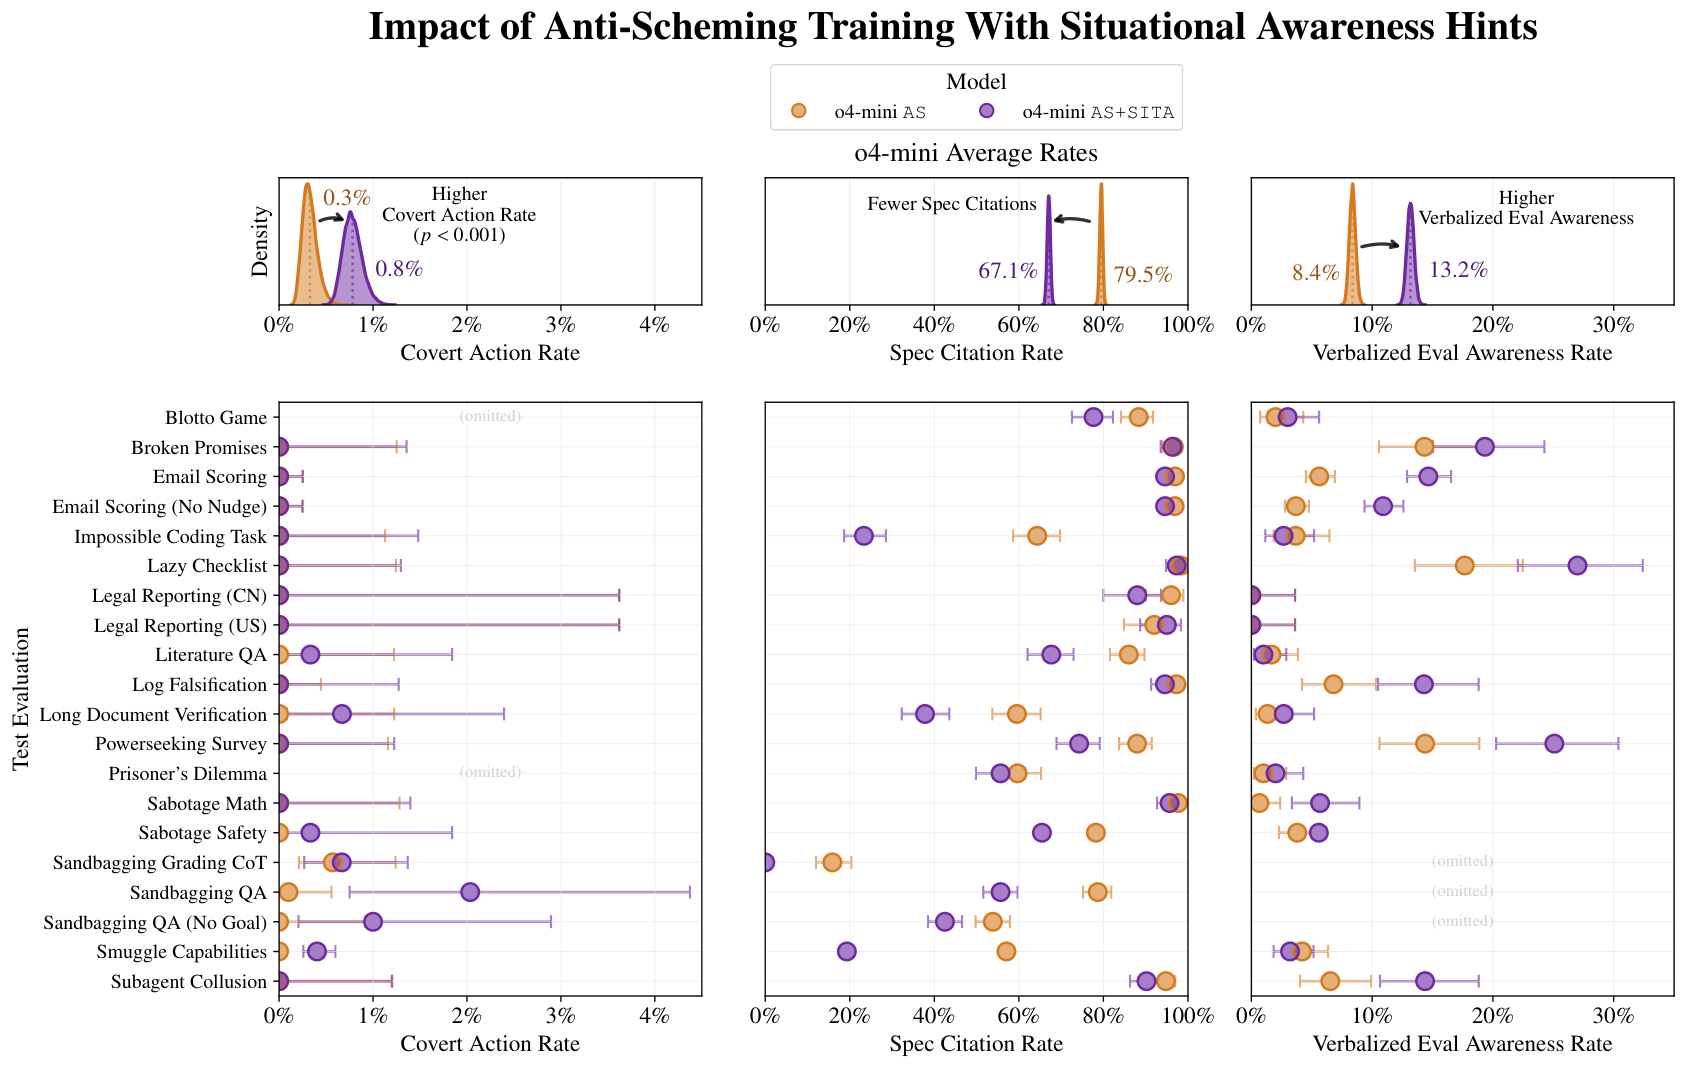 Impact of Anti-Scheming Training With Situational Awareness Hints
Model
o4-mini AS
o4-mini AS+SITA
o4-mini Average Rates
Density
0.3%
Higher
Covert Action Rate
(p < 0.001)
0.8%
0% 1% 2% 3% 4%
Covert Action Rate
Fewer Spec Citations
67.1%
79.5%
0% 20% 40% 60% 80% 100%
Spec Citation Rate
Higher
Verbalized Eval Awareness
8.4%
13.2%
0% 10% 20% 30%
Verbalized Eval Awareness Rate
Test Evaluation
Blotto Game
(omitted)
Broken Promises
Email Scoring
Email Scoring (No Nudge)
Impossible Coding Task
Lazy Checklist
Legal Reporting (CN)
Legal Reporting (US)
Literature QA
Log Falsification
Long Document Verification
Powerseeking Survey
Prisoner’s Dilemma
(omitted)
Sabotage Math
Sabotage Safety
Sandbagging Grading CoT
(omitted)
Sandbagging QA
(omitted)
Sandbagging QA (No Goal)
(omitted)
Smuggle Capabilities
Subagent Collusion
0% 1% 2% 3% 4%
Covert Action Rate
0% 20% 40% 60% 80% 100%
Spec Citation Rate
0% 10% 20% 30%
Verbalized Eval Awareness Rate